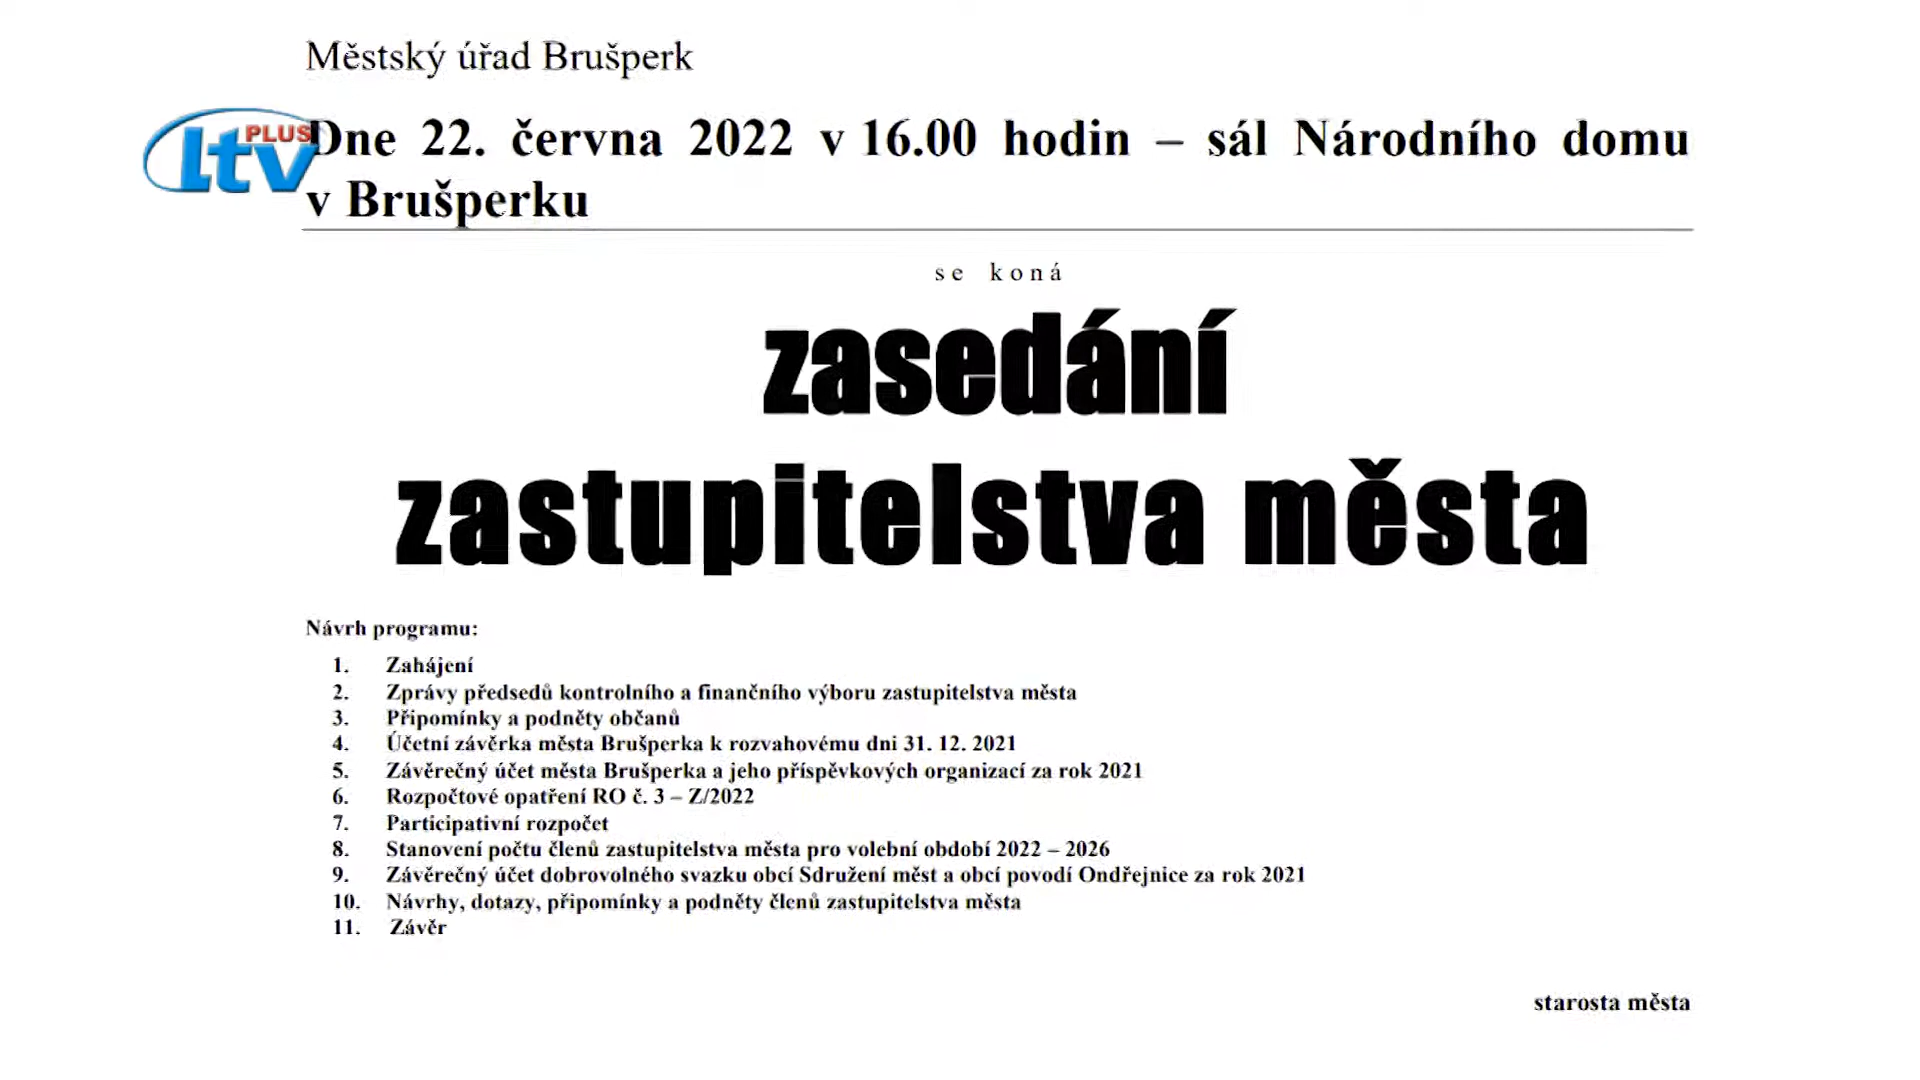 Městský úřad Brušperk
LTV PLUS
Dne 22. června 2022 v 16.00 hodin – sál Národního domu
v Brušperku
se koná
zasedání
zastupitelstva města
Návrh programu:
1. Zahájení
2. Zprávy předsedů kontrolního a finančního výboru zastupitelstva města
3. Připomínky a podněty občanů
4. Účetní závěrka města Brušperka k rozvahovému dni 31. 12. 2021
5. Závěrečný účet města Brušperka a jeho příspěvkových organizací za rok 2021
6. Rozpočtové opatření RO č. 3 – Z/2022
7. Participativní rozpočet
8. Stanovení počtu členů zastupitelstva města pro volební období 2022 – 2026
9. Závěrečný účet dobrovolného svazku obcí Sdružení měst a obcí povodí Ondřejnice za rok 2021
10. Návrhy, dotazy, připomínky a podněty členů zastupitelstva města
11. Závěr
starosta města